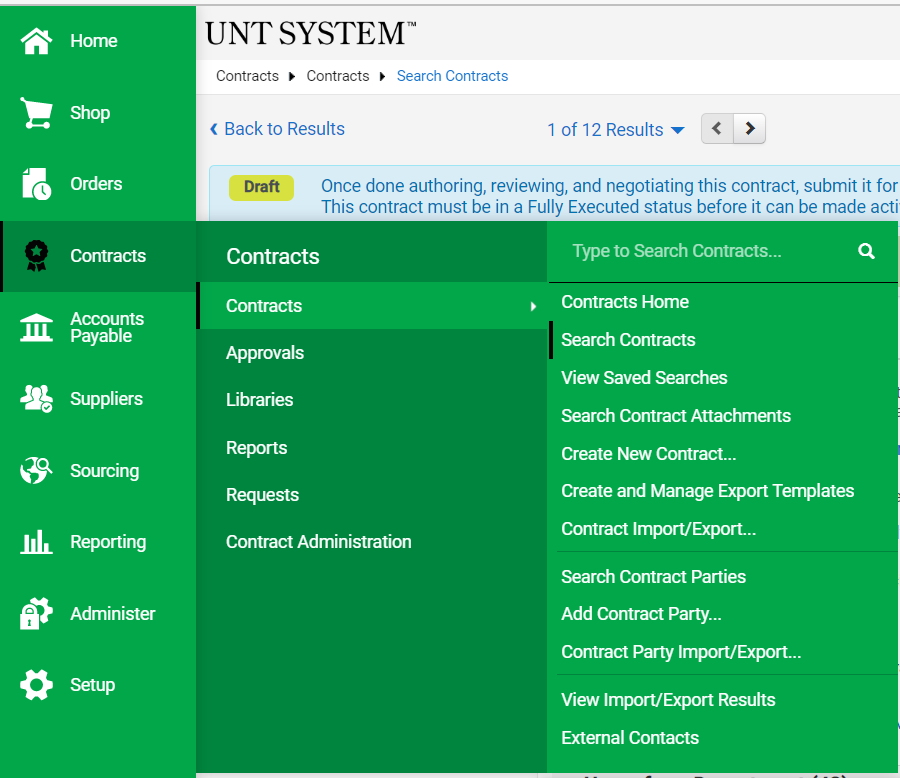 UNT SYSTEM™
Contracts Contracts Search Contracts
Back to Results
1 of 12 Results
Draft
Once done authoring, reviewing, and negotiating this contract, submit it for
This contract must be in a Fully Executed status before it can be made
Home
Shop
Orders
Contracts
Accounts
Payable
Suppliers
Sourcing
Reporting
Administer
Setup
Contracts
Contracts
Approvals
Libraries
Reports
Requests
Contract Administration
Type to Search Contracts...
Contracts Home
Search Contracts
View Saved Searches
Search Contract Attachments
Create New Contract...
Create and Manage Export Templates
Contract Import/Export...
Search Contract Parties
Add Contract Party...
Contract Party Import/Export...
View Import/Export Results
External Contacts